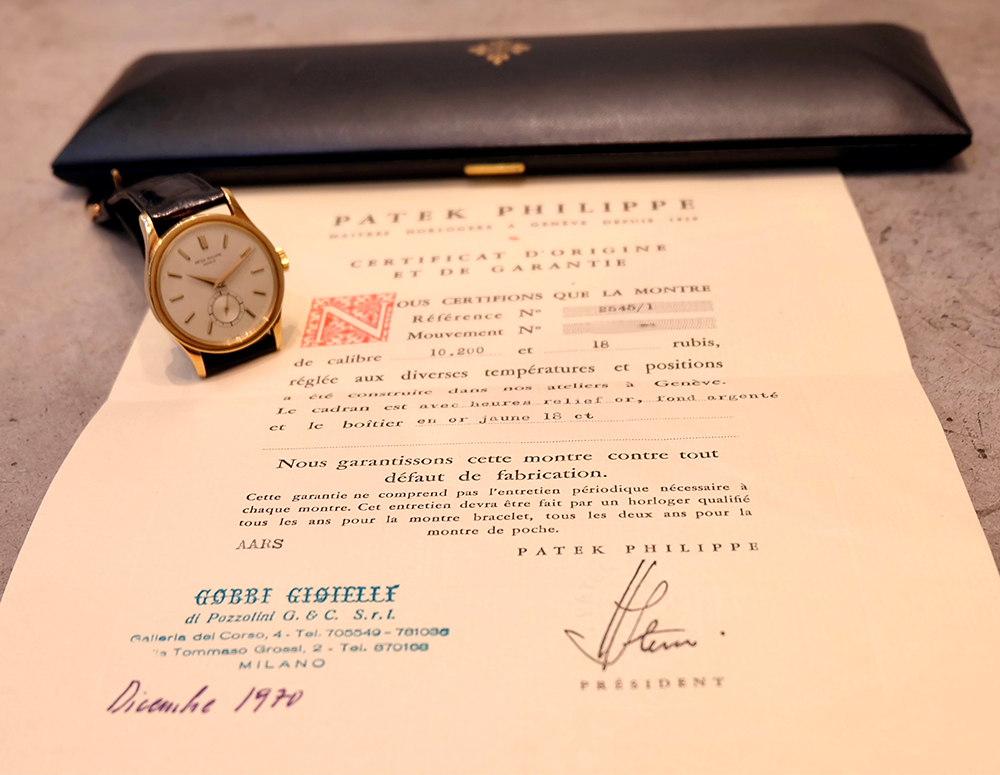 PATEK PHILIPPE
MAITRES HORLOGERS A GENÈVE DEPUIS 1839
CERTIFICAT D'ORIGINE
ET DE GARANTIE
NOUS CERTIFIONS QUE LA MONTRE
Référence N° 2545/1
Mouvement N°
de calibre 10.200 et 18 rubis,
réglée aux diverses températures et positions
a été construite dans nos ateliers à Genève.
Le cadran est avec heures relief or, fond argenté
et le boîtier en or jaune 18 ct
Nous garantissons cette montre contre tout
défaut de fabrication.
Cette garantie ne comprend pas l'entretien périodique nécessaire à
chaque montre. Cet entretien devra être fait par un horloger qualifié
tous les ans pour la montre bracelet, tous les deux ans pour la
montre de poche.
AARS
PATEK PHILIPPE
GOBBI GIOIELLI
di Pozzolini G. & C. S.r.l.
Galleria del Corso, 4 - Tel. 705549 - 781036
Tommaso Grossi, 2 - Tel. 870168
MILANO
Dicembre 1970
HStern.
PRÉSIDENT
PATEK PHILIPPE
GENEVE